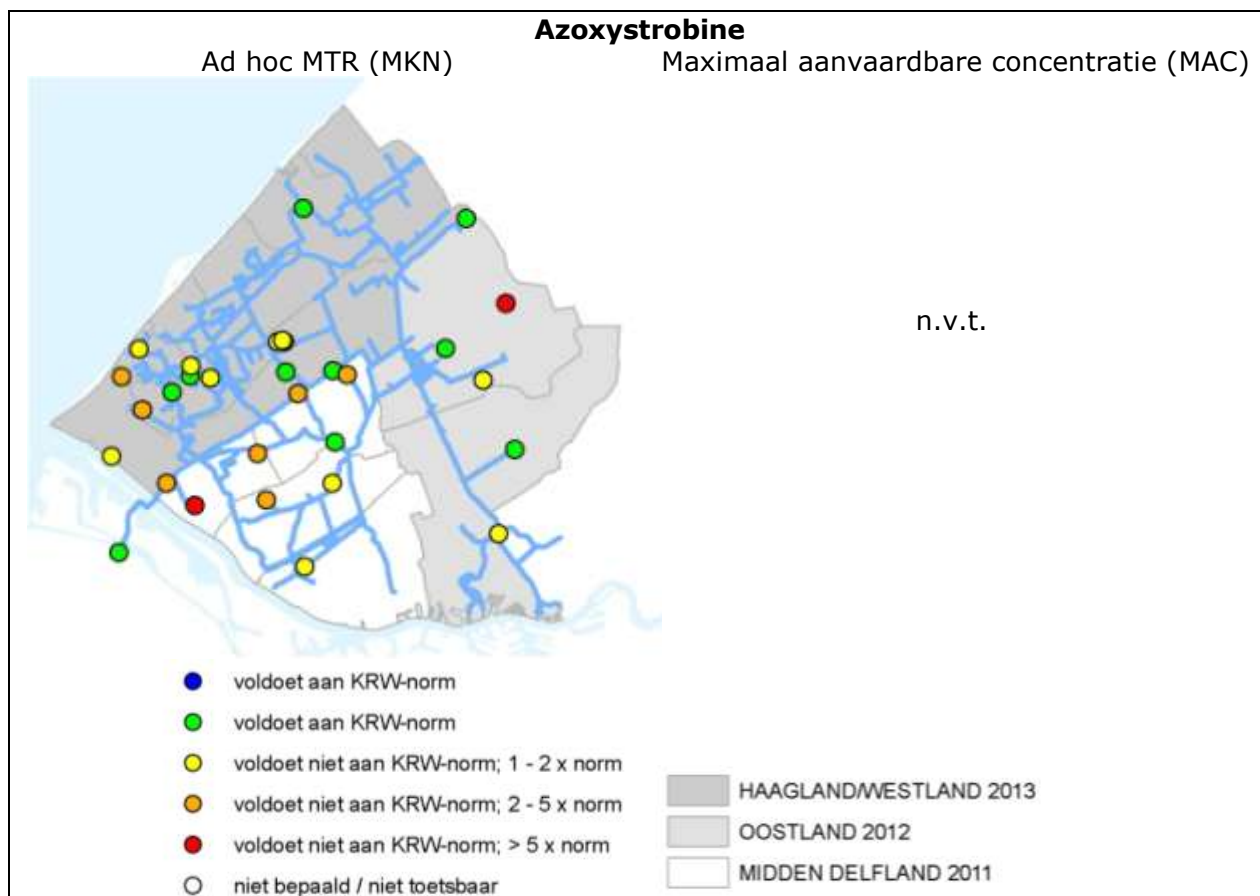 Azoxystrobine
Ad hoc MTR (MKN)
Maximaal aanvaardbare concentratie (MAC)
n.v.t.
voldoet aan KRW-norm
voldoet aan KRW-norm
voldoet niet aan KRW-norm; 1 - 2 x norm
voldoet niet aan KRW-norm; 2 - 5 x norm
voldoet niet aan KRW-norm; > 5 x norm
niet bepaald / niet toetsbaar
HAAGLAND/WESTLAND 2013
OOSTLAND 2012
MIDDEN DELFLAND 2011